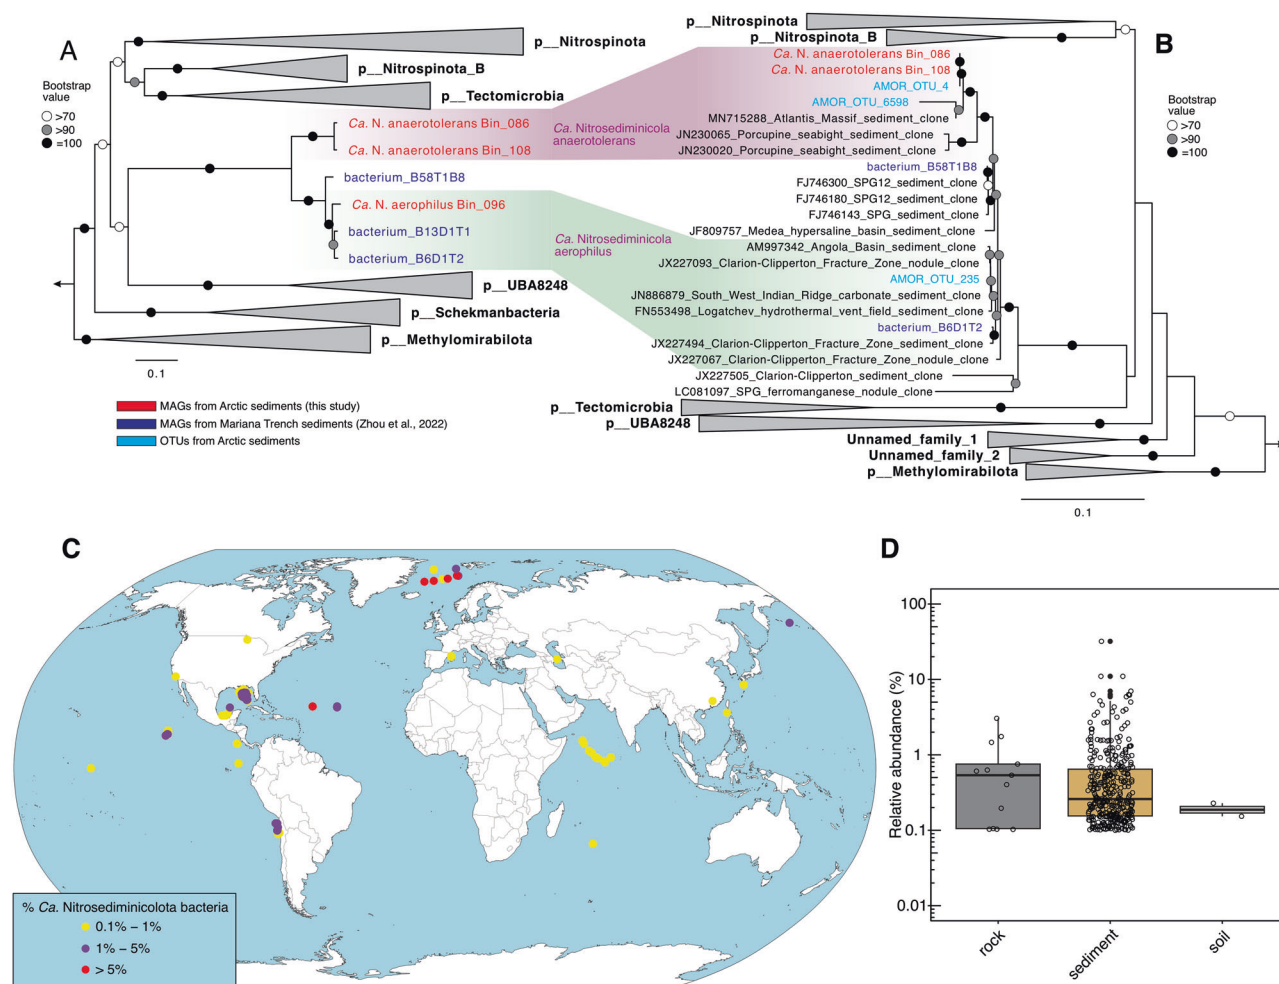 A
p__Nitrospinota
p__Nitrospinota_B
p__Tectomicrobia
Bootstrap
value
>70
>90
=100
Ca. N. anaerotolerans Bin_086
Ca. N. anaerotolerans Bin_108
bacterium_B58T1B8
Ca. N. aerophilus Bin_096
bacterium_B13D1T1
bacterium_B6D1T2
p__UBA8248
p__Schekmanbacteria
p__Methylomirabilota
0.1
MAGs from Arctic sediments (this study)
MAGs from Mariana Trench sediments (Zhou et al., 2022)
OTUs from Arctic sediments
Ca. Nitrosediminicola
anaerotolerans
Ca. Nitrosediminicola
aerophilus
B
p__Nitrospinota
p__Nitrospinota_B
Bootstrap
value
>70
>90
=100
Ca. N. anaerotolerans Bin_086
Ca. N. anaerotolerans Bin_108
AMOR_OTU_4
AMOR_OTU_6598
MN715288_Atlantis_Massif_sediment_clone
JN230065_Porcupine_seabight_sediment_clone
JN230020_Porcupine_seabight_sediment_clone
bacterium_B58T1B8
FJ746300_SPG12_sediment_clone
FJ746180_SPG12_sediment_clone
FJ746143_SPG_sediment_clone
JF809757_Medea_hypersaline_basin_sediment_clone
AM997342_Angola_Basin_sediment_clone
JX227093_Clarion-Clipperton_Fracture_Zone_nodule_clone
AMOR_OTU_235
JN886879_South_West_Indian_Ridge_carbonate_sediment_clone
FN553498_Logatchev_hydrothermal_vent_field_sediment_clone
bacterium_B6D1T2
JX227494_Clarion-Clipperton_Fracture_Zone_sediment_clone
JX227067_Clarion-Clipperton_Fracture_Zone_nodule_clone
JX227505_Clarion-Clipperton_sediment_clone
LC081097_SPG_ferromanganese_nodule_clone
p__Tectomicrobia
p__UBA8248
Unnamed_family_1
Unnamed_family_2
p__Methylomirabilota
0.1
C
% Ca. Nitrosediminicolota bacteria
0.1% – 1%
1% – 5%
> 5%
D
Relative abundance (%)
100
10
1
0.1
0.01
rock
sediment
soil